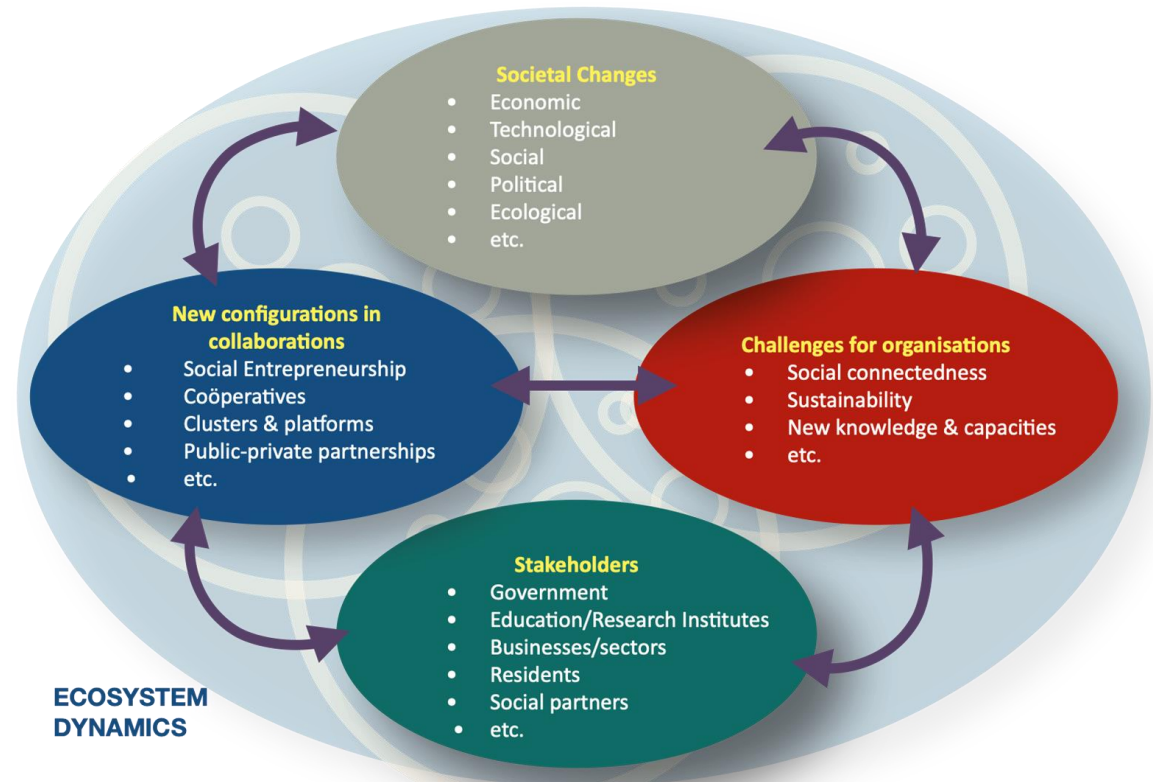 Societal Changes
• Economic
• Technological
• Social
• Political
• Ecological
• etc.
New configurations in
collaborations
• Social Entrepreneurship
• Coöperatives
• Clusters & platforms
• Public-private partnerships
• etc.
Challenges for organisations
• Social connectedness
• Sustainability
• New knowledge & capacities
• etc.
Stakeholders
• Government
• Education/Research Institutes
• Businesses/sectors
• Residents
• Social partners
• etc.
ECOSYSTEM
DYNAMICS